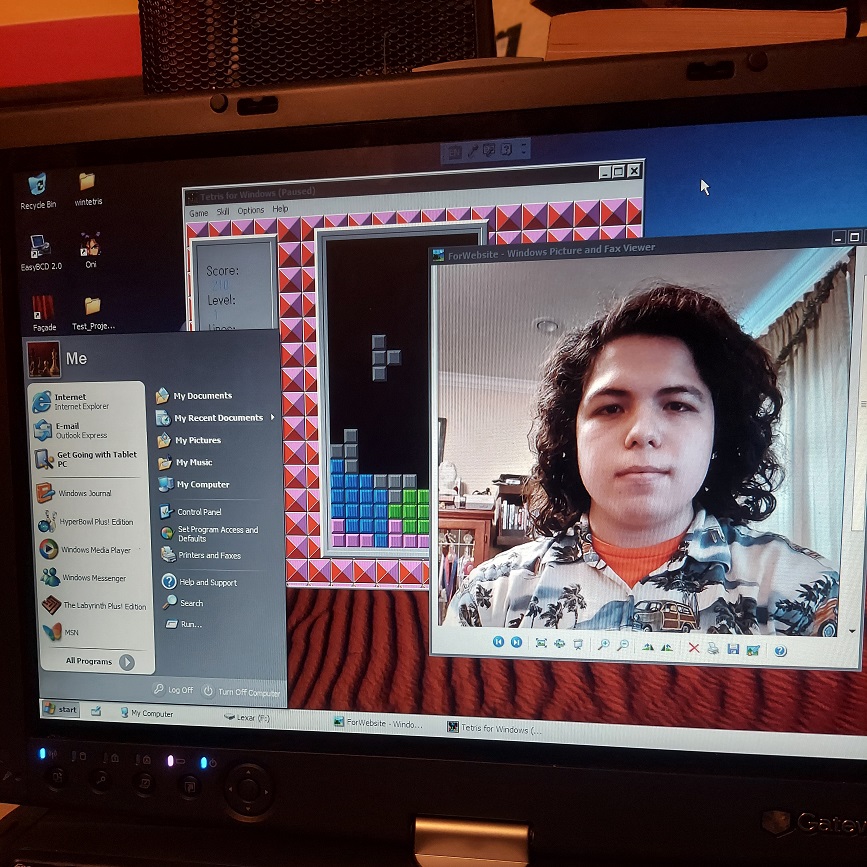 Recycle Bin
wintetris
EasyBCD 2.0
Oni
Façade
Test_Proje...
Tetris for Windows (Paused)
Game Skill Options Help
Score:
Level:
ForWebsite - Windows Picture and Fax Viewer
Me
Internet
Internet Explorer
E-mail
Outlook Express
Get Going with Tablet
PC
Windows Journal
HyperBowl Plus! Edition
Windows Media Player
Windows Messenger
The Labyrinth Plus! Edition
MSN
All Programs
My Documents
My Recent Documents
My Pictures
My Music
My Computer
Control Panel
Set Program Access and
Defaults
Printers and Faxes
Help and Support
Search
Run...
Log Off
Turn Off Computer
start
My Computer
Lexar (F:)
ForWebsite - Windo...
Tetris for Windows (...